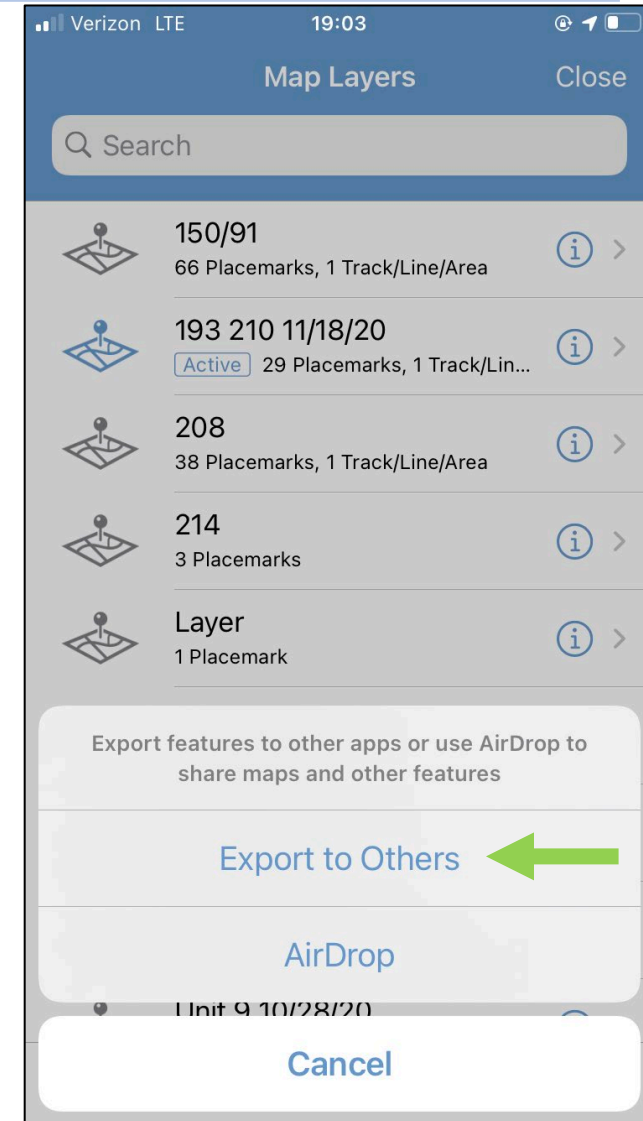 Verizon LTE 19:03
Map Layers Close
Search
150/91
66 Placemarks, 1 Track/Line/Area
193 210 11/18/20
Active 29 Placemarks, 1 Track/Lin...
208
38 Placemarks, 1 Track/Line/Area
214
3 Placemarks
Layer
1 Placemark
Export features to other apps or use AirDrop to
share maps and other features
Export to Others
AirDrop
Unit 9 10/28/20
Cancel